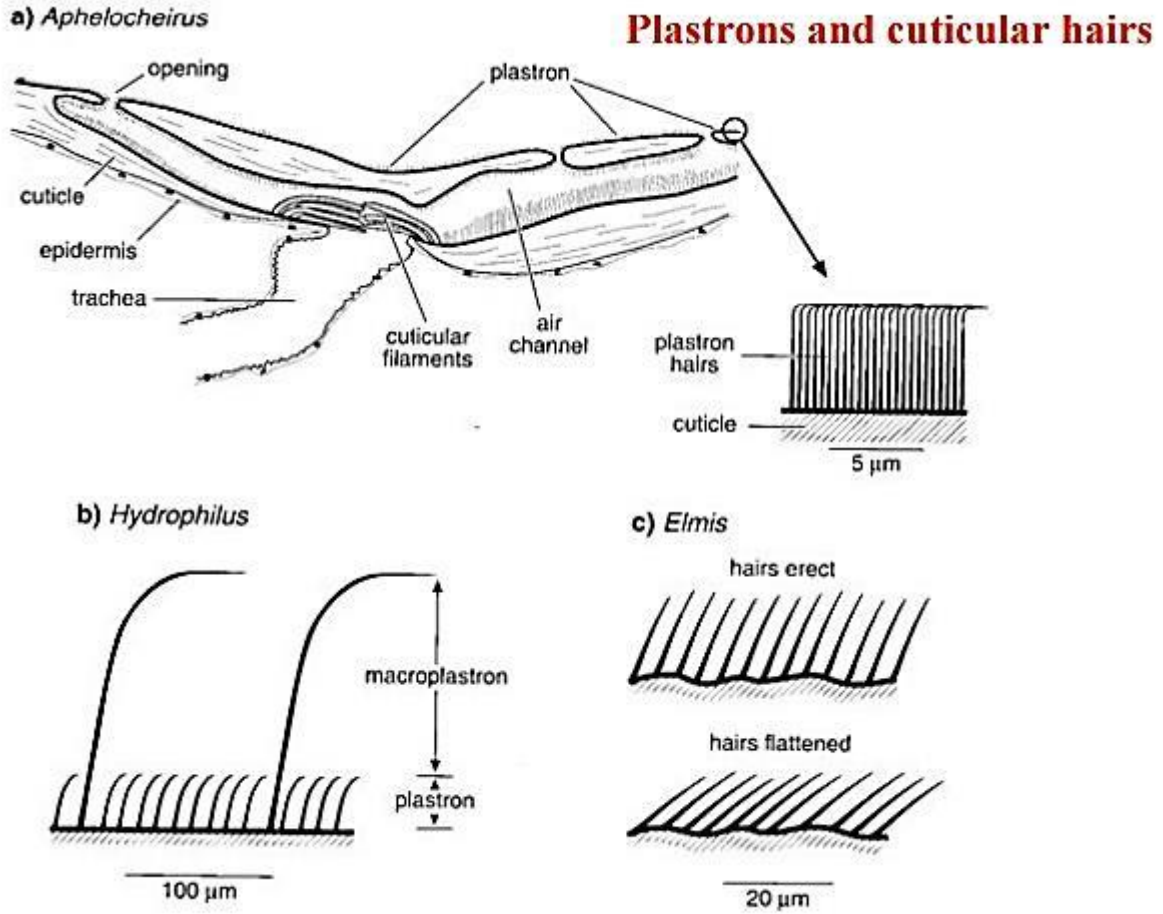 Plastrons and cuticular hairs
a) Aphelocheirus
opening
plastron
cuticle
epidermis
trachea
cuticular
filaments
air
channel
plastron
hairs
cuticle
5 µm
b) Hydrophilus
macroplastron
plastron
100 µm
c) Elmis
hairs erect
hairs flattened
20 µm